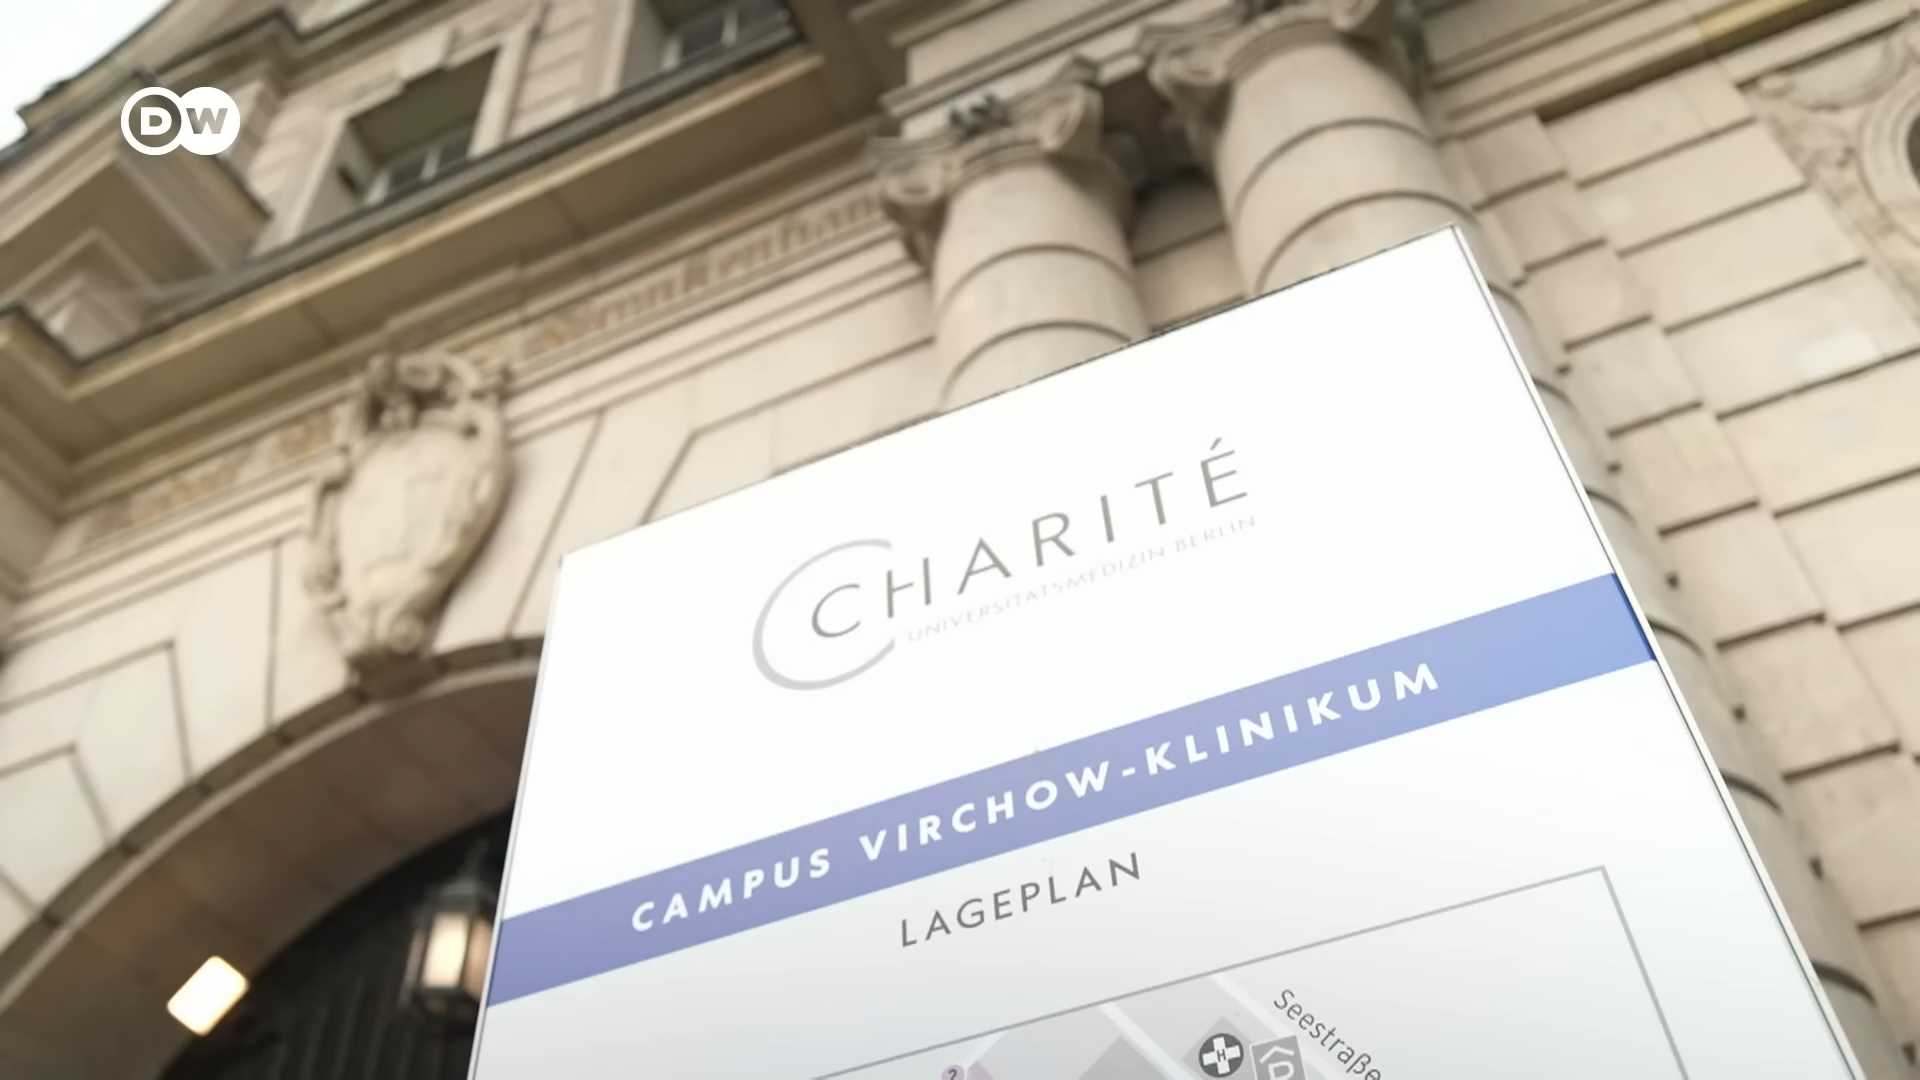 DW
CHARITÉ
UNIVERSITÄTSMEDIZIN BERLIN
CAMPUS VIRCHOW-KLINIKUM
LAGEPLAN
Seestraße
H
?